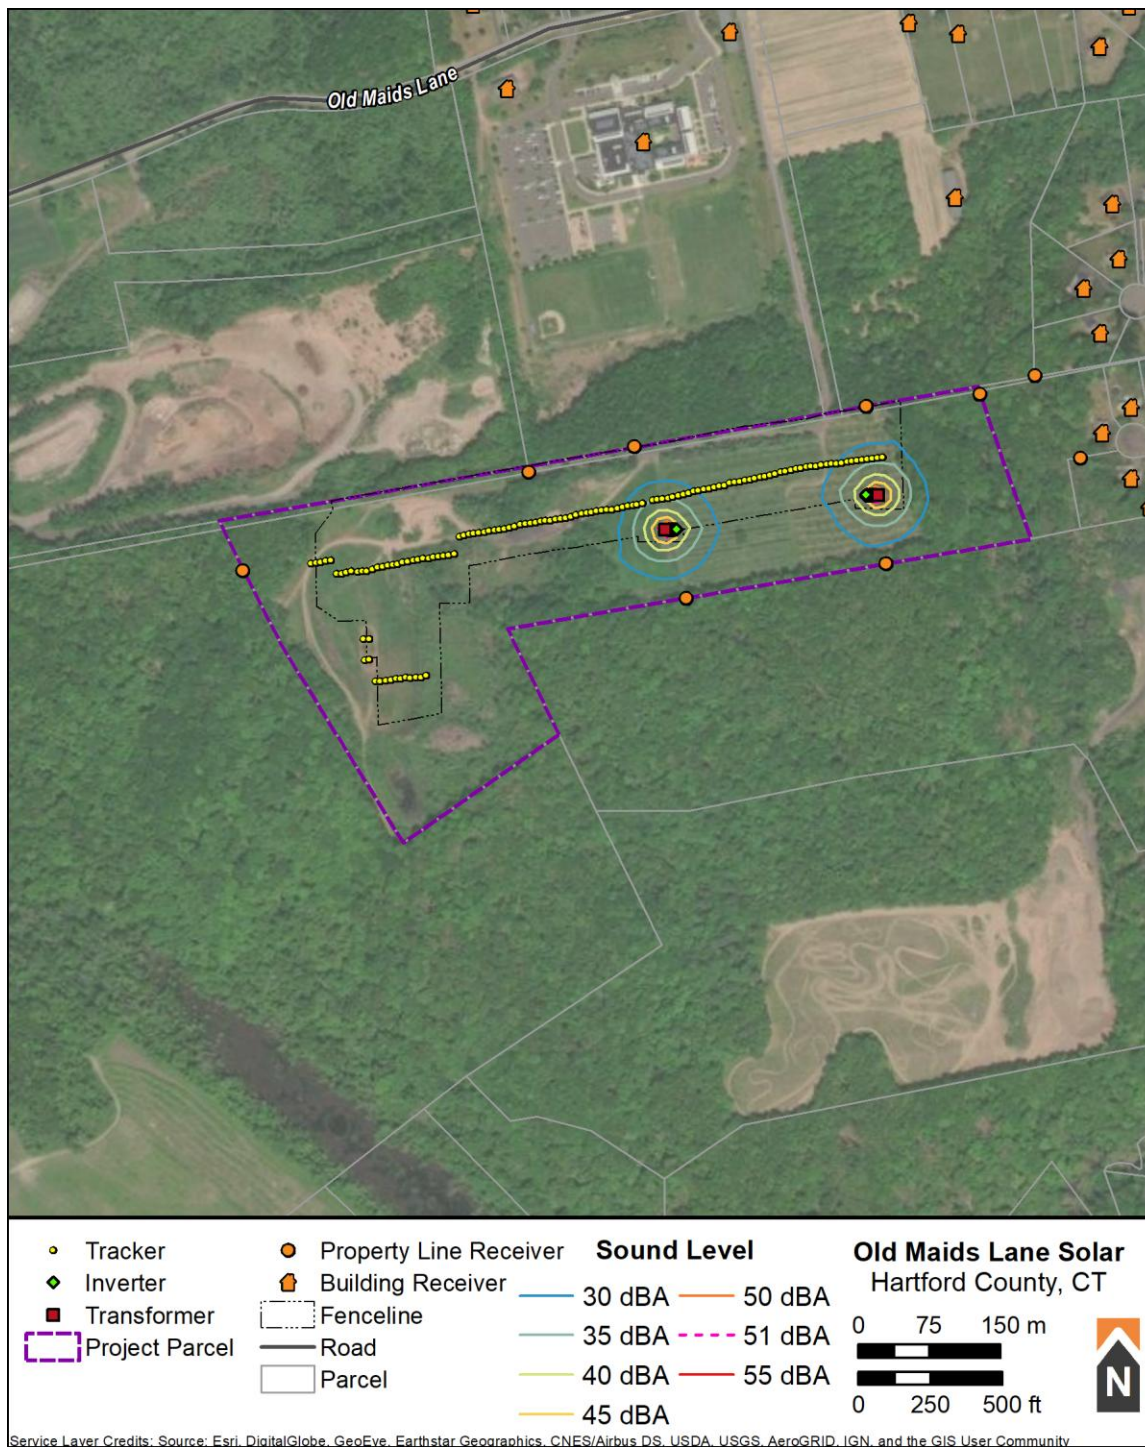 Old Maids Lane
Tracker
Inverter
Transformer
Project Parcel
Property Line Receiver
Building Receiver
Fenceline
Road
Parcel
Sound Level
30 dBA
35 dBA
40 dBA
45 dBA
50 dBA
51 dBA
55 dBA
Old Maids Lane Solar
Hartford County, CT
0 75 150 m
0 250 500 ft
N
Service Layer Credits: Source: Esri, DigitalGlobe, GeoEye, Earthstar Geographics, CNES/Airbus DS, USDA, USGS, AeroGRID, IGN, and the GIS User Community